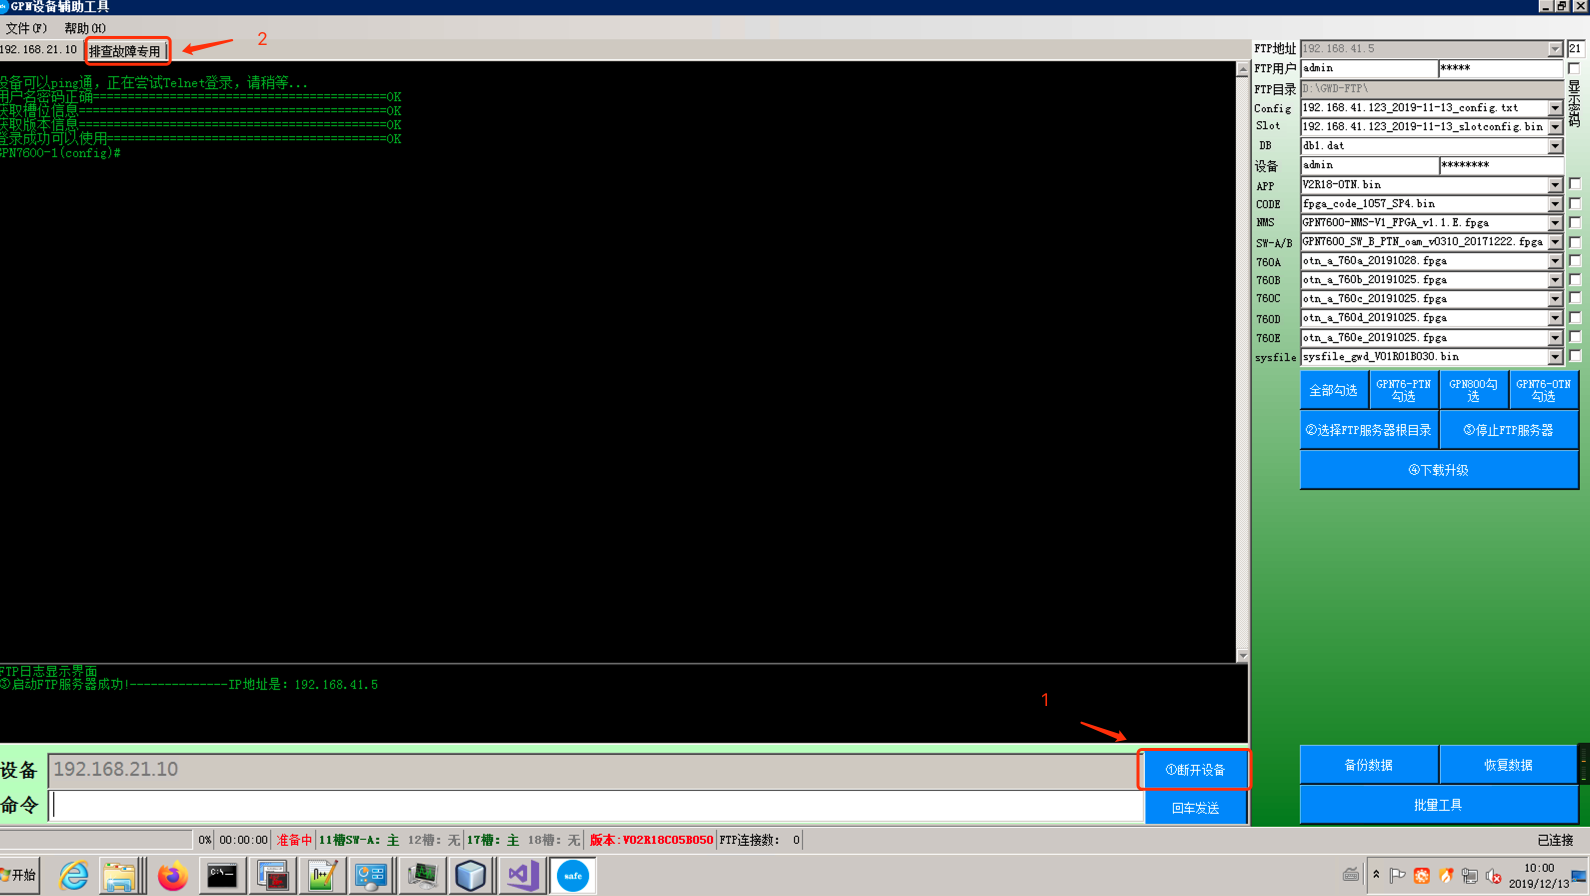 GPN设备辅助工具
文件(F) 帮助(H)
192.168.21.10 排查故障专用
2
设备可以ping通，正在尝试Telnet登录，请稍等...
用户名密码正确==========================================OK
获取槽位信息============================================OK
获取版本信息============================================OK
登录成功可以使用========================================OK
GPN7600-1(config)#
FTP日志显示界面
③启动FTP服务器成功!--------------IP地址是：192.168.41.5
1
设备 192.168.21.10 ①断开设备
命令 回车发送
FTP地址 192.168.41.5 21
FTP用户 admin *****
显示密码
FTP目录 D:\GWD-FTP\
Config 192.168.41.123_2019-11-13_config.txt
Slot 192.168.41.123_2019-11-13_slotconfig.bin
DB db1.dat
设备 admin ********
APP V2R18-OTN.bin
CODE fpga_code_1057_SP4.bin
NMS GPN7600-NMS-V1_FPGA_v1.1.E.fpga
SW-A/B GPN7600_SW_B_PTN_oam_v0310_20171222.fpga
760A otn_a_760a_20191028.fpga
760B otn_a_760b_20191025.fpga
760C otn_a_760c_20191025.fpga
760D otn_a_760d_20191025.fpga
760E otn_a_760e_20191025.fpga
sysfile sysfile_gwd_V01R01B030.bin
全部勾选 GPN76-PTN勾选 GPN800勾选 GPN76-OTN勾选
②选择FTP服务器根目录 ③停止FTP服务器
④下载升级
备份数据 恢复数据
批量工具
0% 00:00:00 准备中 11槽SW-A：主 12槽：无 17槽：主 18槽：无 版本:V02R18C05B050 FTP连接数： 0 已连接
开始 safe 10:00
2019/12/13